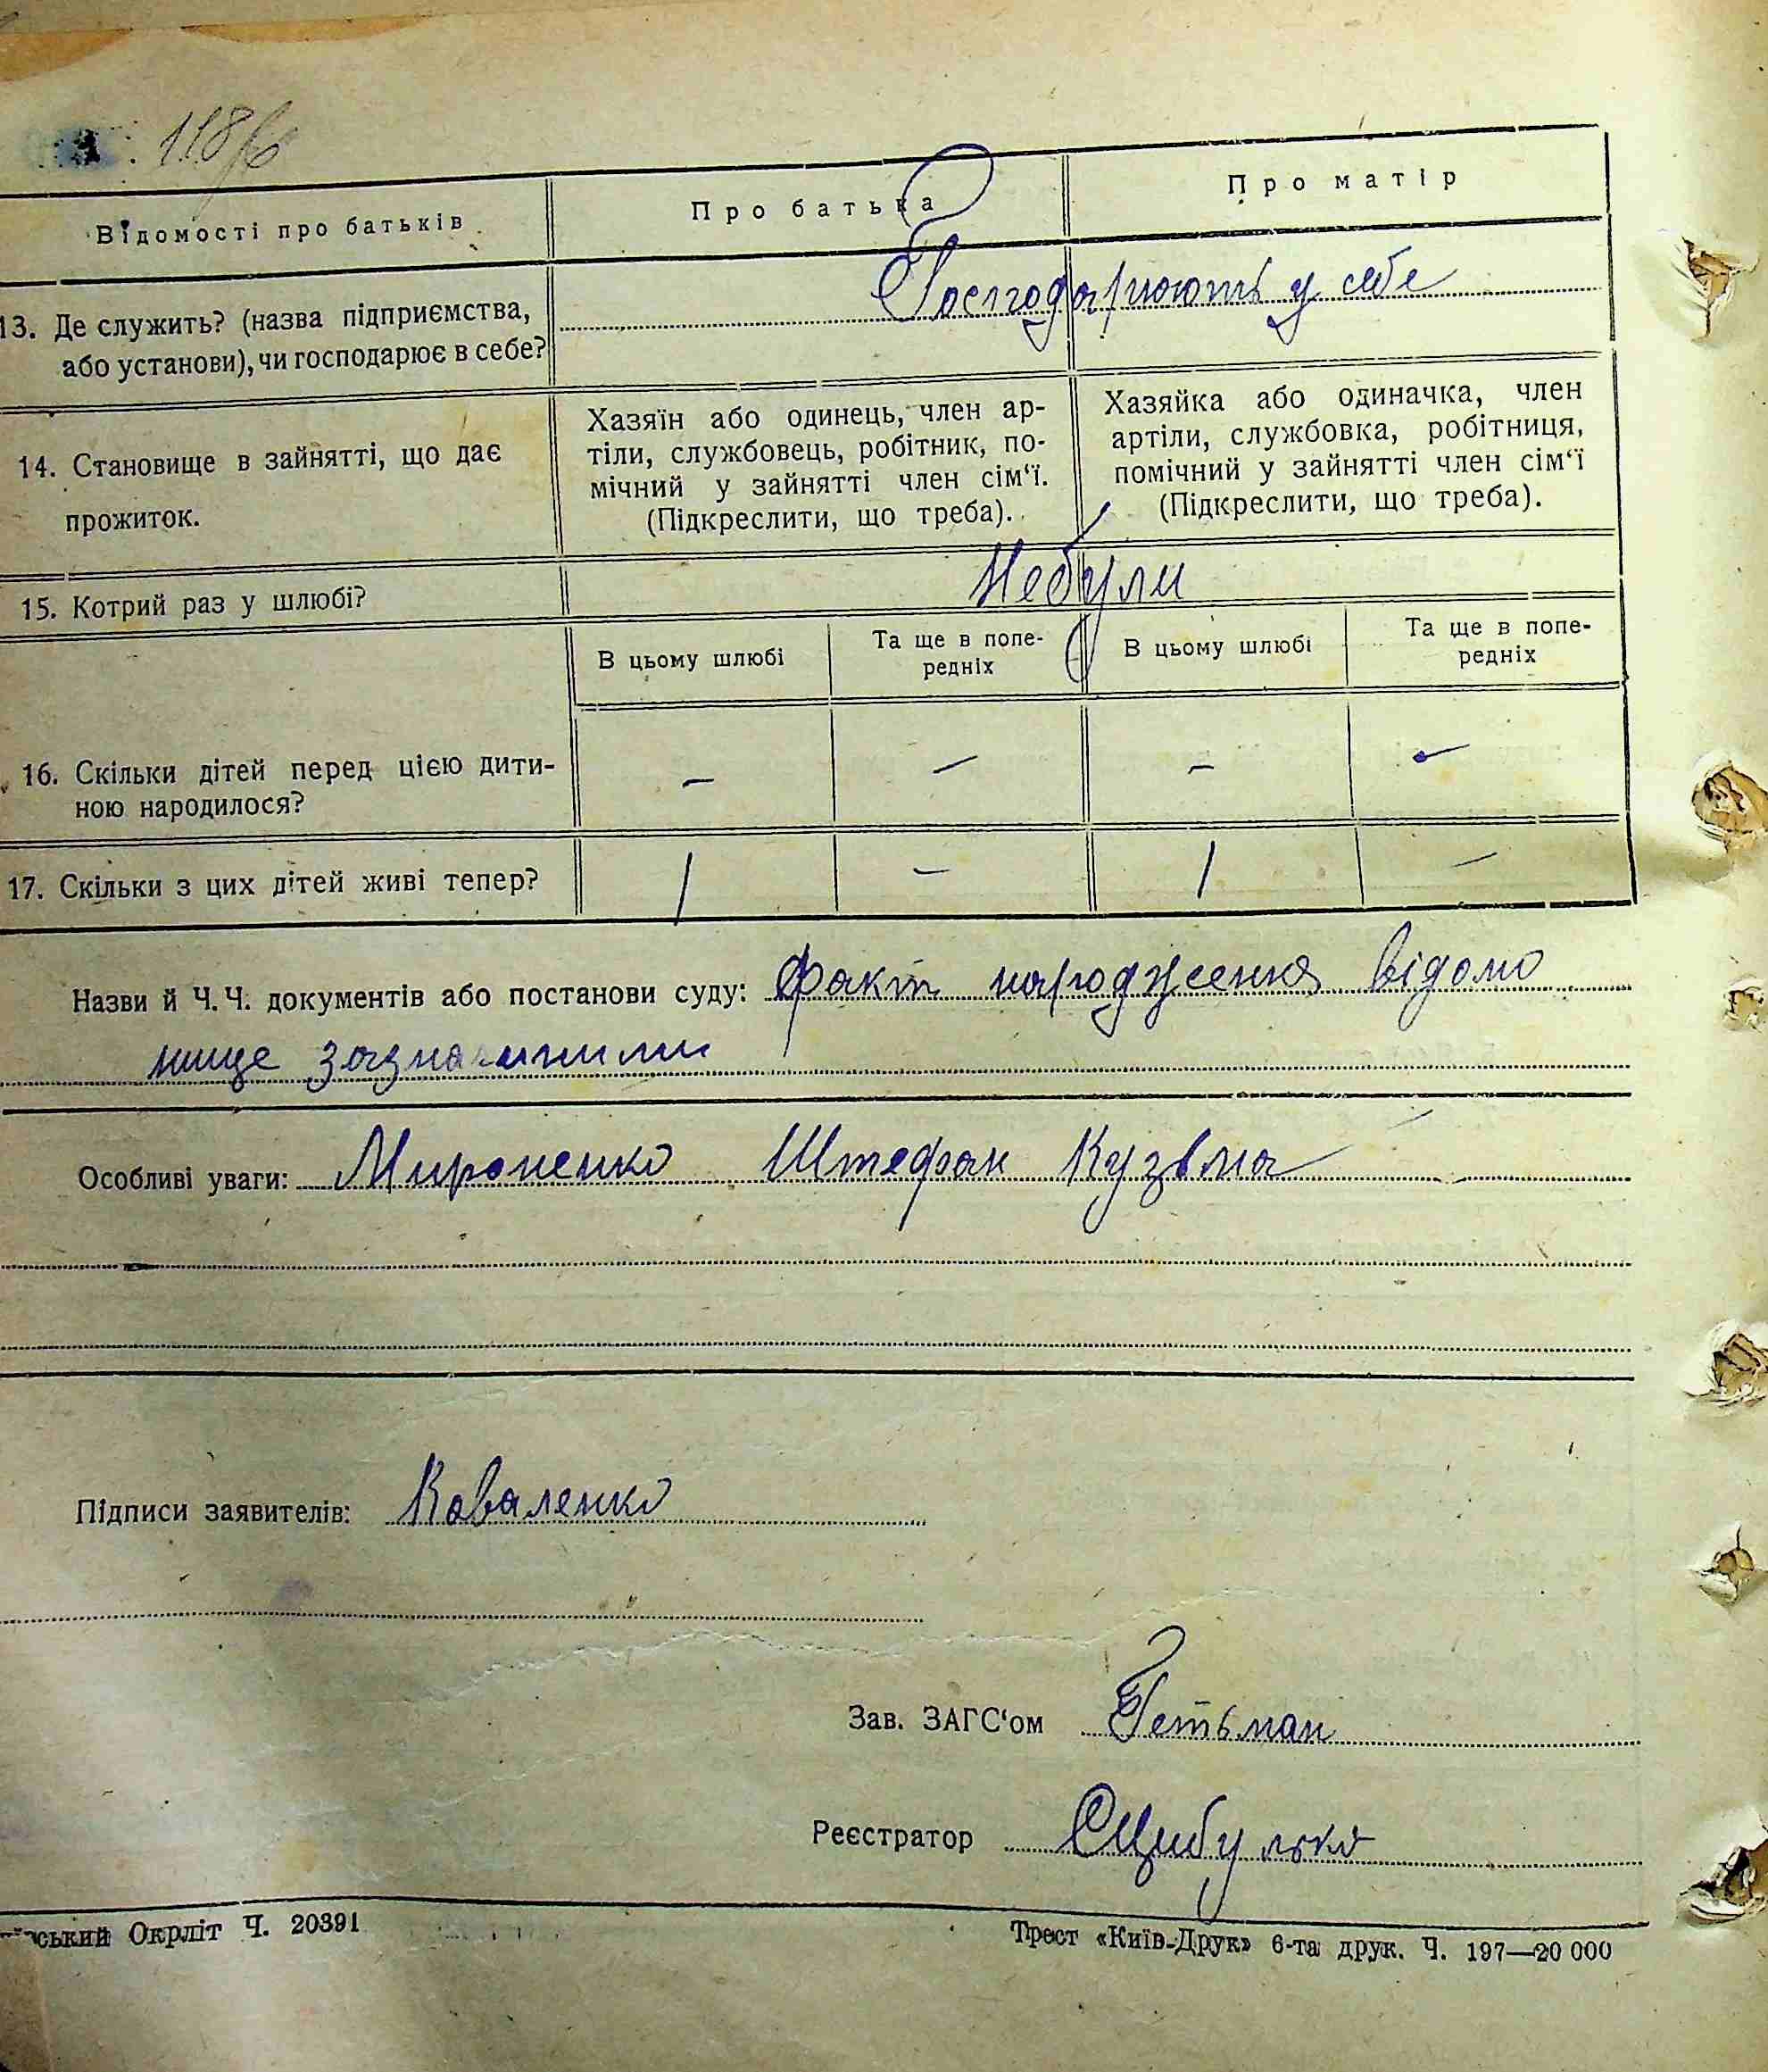 118/б
Відомості про батьків
Про батька
Про матір
13. Де служить? (назва підприємства,
або установи), чи господарює в себе?
Господарюють у себе
14. Становище в зайнятті, що дає
прожиток.
Хазяїн або одинець, член ар-
тіли, службовець, робітник, по-
мічний у зайнятті член сім‘ї.
(Підкреслити, що треба).
Хазяйка або одиначка, член
артіли, службовка, робітниця,
помічний у зайнятті член сім‘ї
(Підкреслити, що треба).
15. Котрий раз у шлюбі?
Небули
В цьому шлюбі
Та ще в попе-
редніх
В цьому шлюбі
Та ще в попе-
редніх
16. Скільки дітей перед цією дити-
ною народилося?
— — — —
17. Скільки з цих дітей живі тепер?
1 — 1 —
Назви й Ч. Ч. документів або постанови суду: Факт народження відомо
нище
Особливі уваги: Мироненко Штефан Кузьма
Підписи заявителів: Коваленко
Зав. ЗАГС‘ом Гетьман
Реєстратор СЦибулько
ський Окрліт Ч. 20391
Трест «Київ-Друк» 6-та друк. Ч. 197—20 000